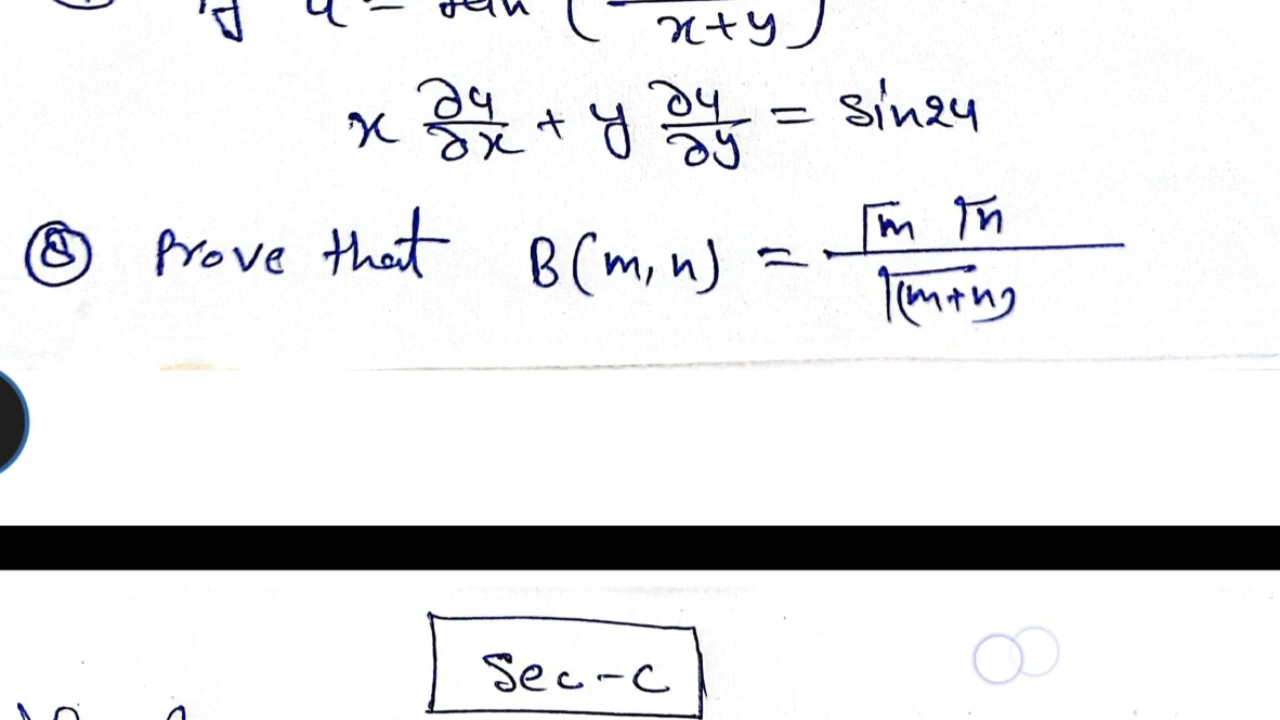 x ∂u/∂x + y ∂u/∂y = sin2u
⑧ Prove that B(m,n) = Γm Γn / Γ(m+n)
Sec-C